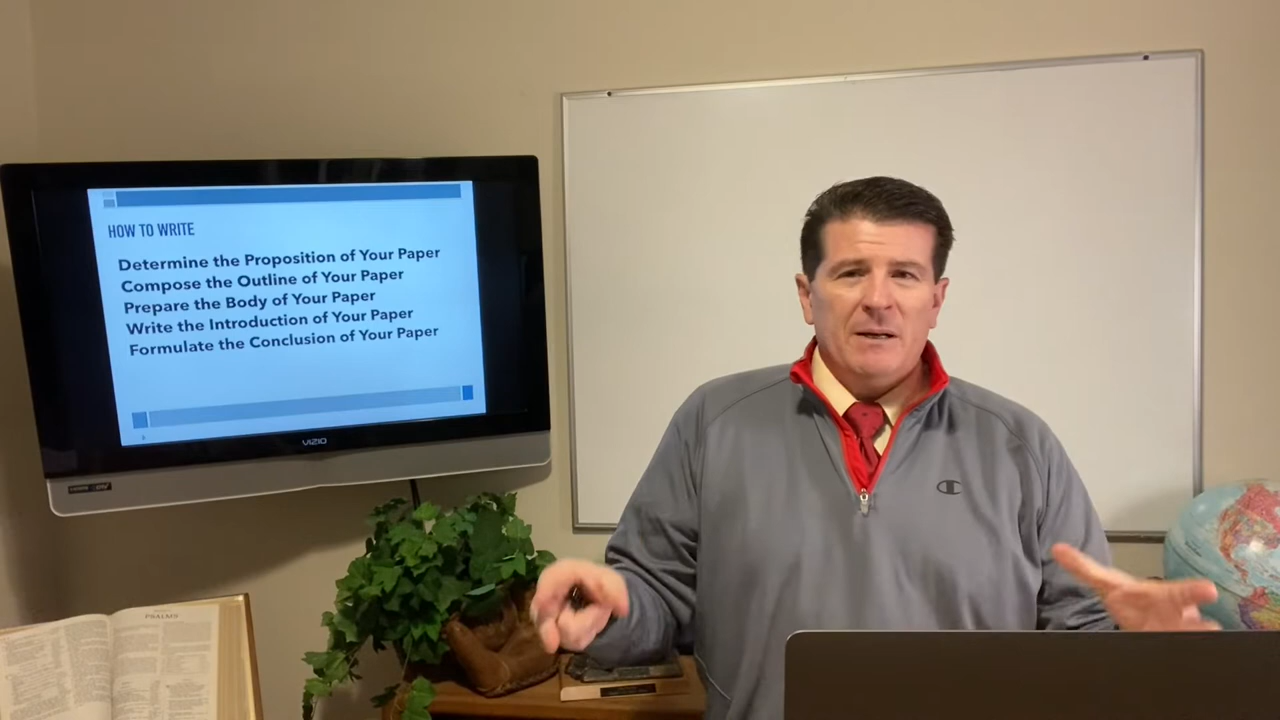 HOW TO WRITE
Determine the Proposition of Your Paper
Compose the Outline of Your Paper
Prepare the Body of Your Paper
Write the Introduction of Your Paper
Formulate the Conclusion of Your Paper
VIZIO
PSALMS